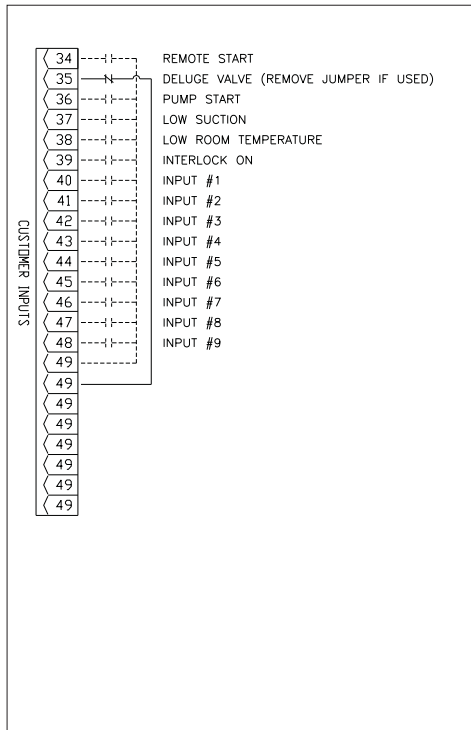 CUSTOMER INPUTS
34 REMOTE START
35 DELUGE VALVE (REMOVE JUMPER IF USED)
36 PUMP START
37 LOW SUCTION
38 LOW ROOM TEMPERATURE
39 INTERLOCK ON
40 INPUT #1
41 INPUT #2
42 INPUT #3
43 INPUT #4
44 INPUT #5
45 INPUT #6
46 INPUT #7
47 INPUT #8
48 INPUT #9
49
49
49
49
49
49
49
49